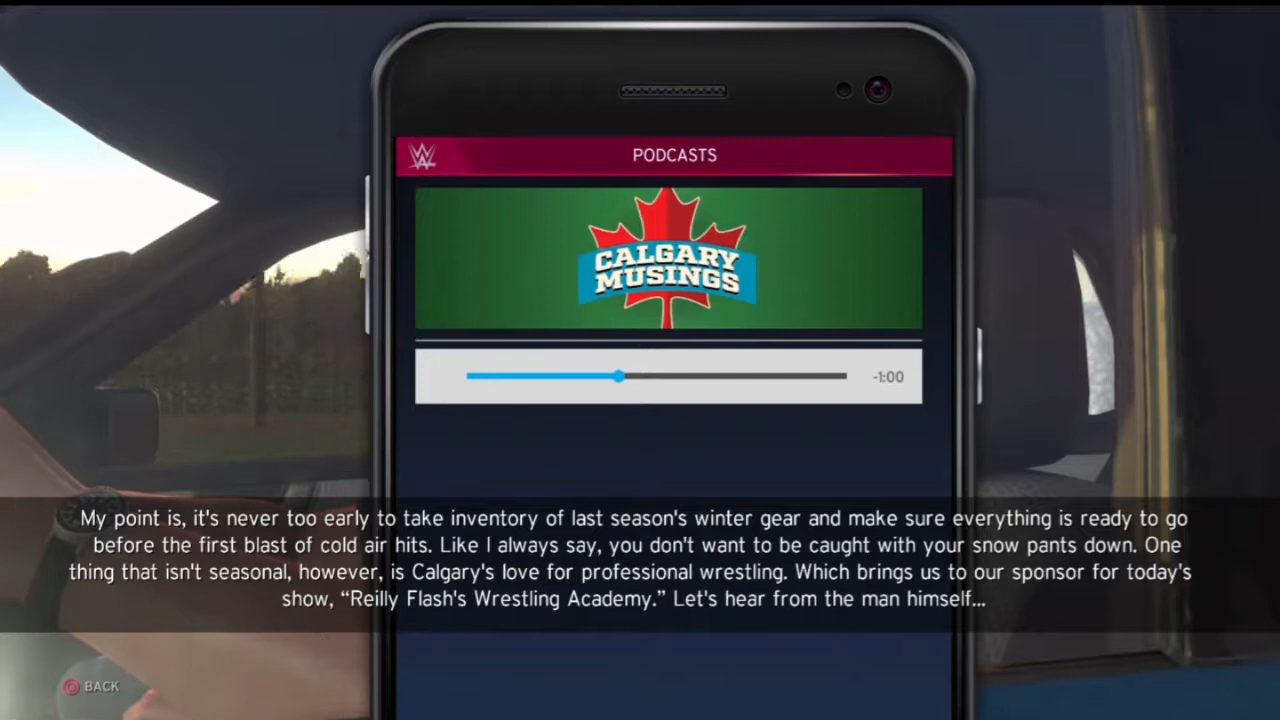 PODCASTS
CALGARY
MUSINGS
-1:00
My point is, it's never too early to take inventory of last season's winter gear and make sure everything is ready to go
before the first blast of cold air hits. Like I always say, you don't want to be caught with your snow pants down. One
thing that isn't seasonal, however, is Calgary's love for professional wrestling. Which brings us to our sponsor for today's
show, “Reilly Flash's Wrestling Academy.” Let's hear from the man himself...
BACK